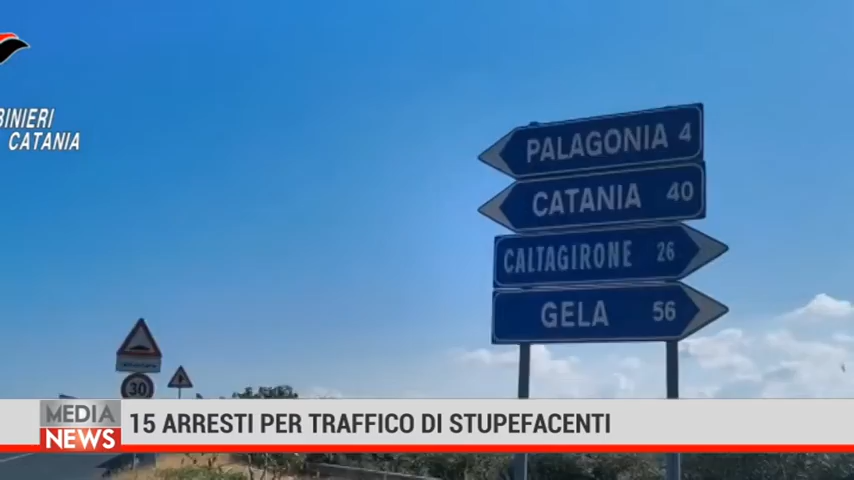 BINIERI
CATANIA
PALAGONIA 4
CATANIA 40
CALTAGIRONE 26
GELA 56
30
MEDIA
NEWS
15 ARRESTI PER TRAFFICO DI STUPEFACENTI